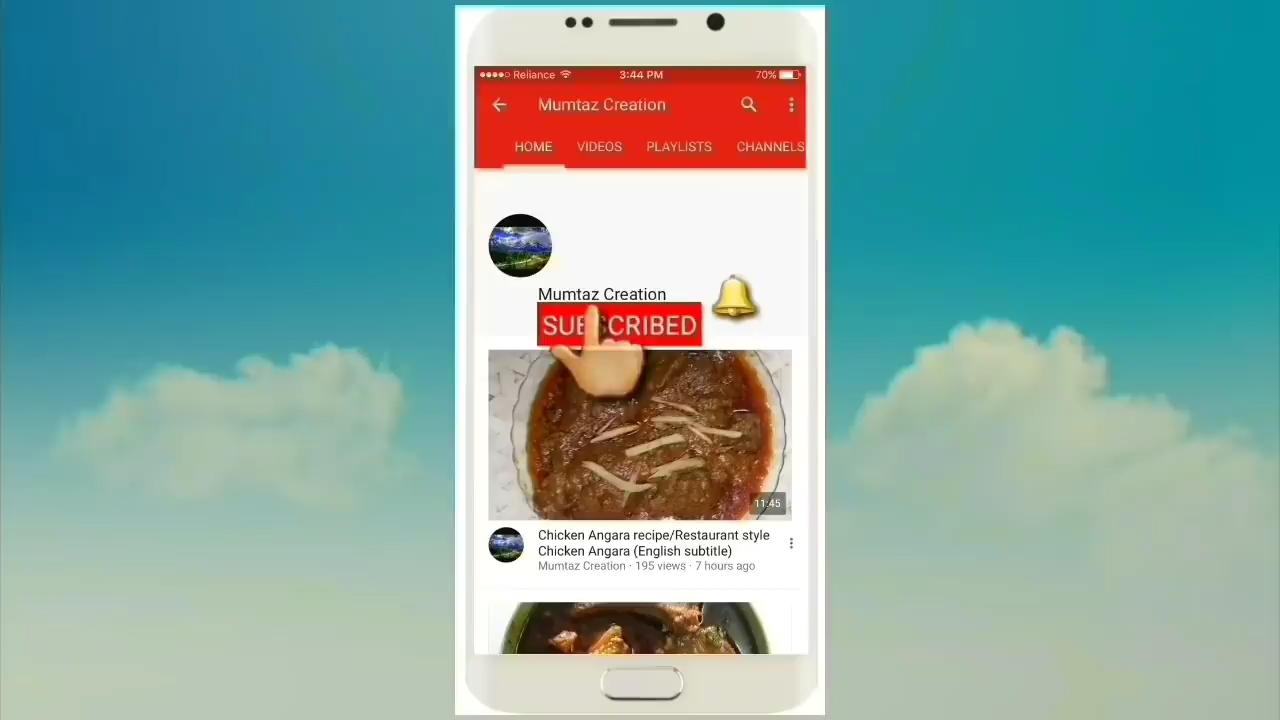 Reliance 3:44 PM 70%
Mumtaz Creation
HOME VIDEOS PLAYLISTS CHANNELS
Mumtaz Creation
SUBSCRIBED
11:45
Chicken Angara recipe/Restaurant style
Chicken Angara (English subtitle)
Mumtaz Creation · 195 views · 7 hours ago